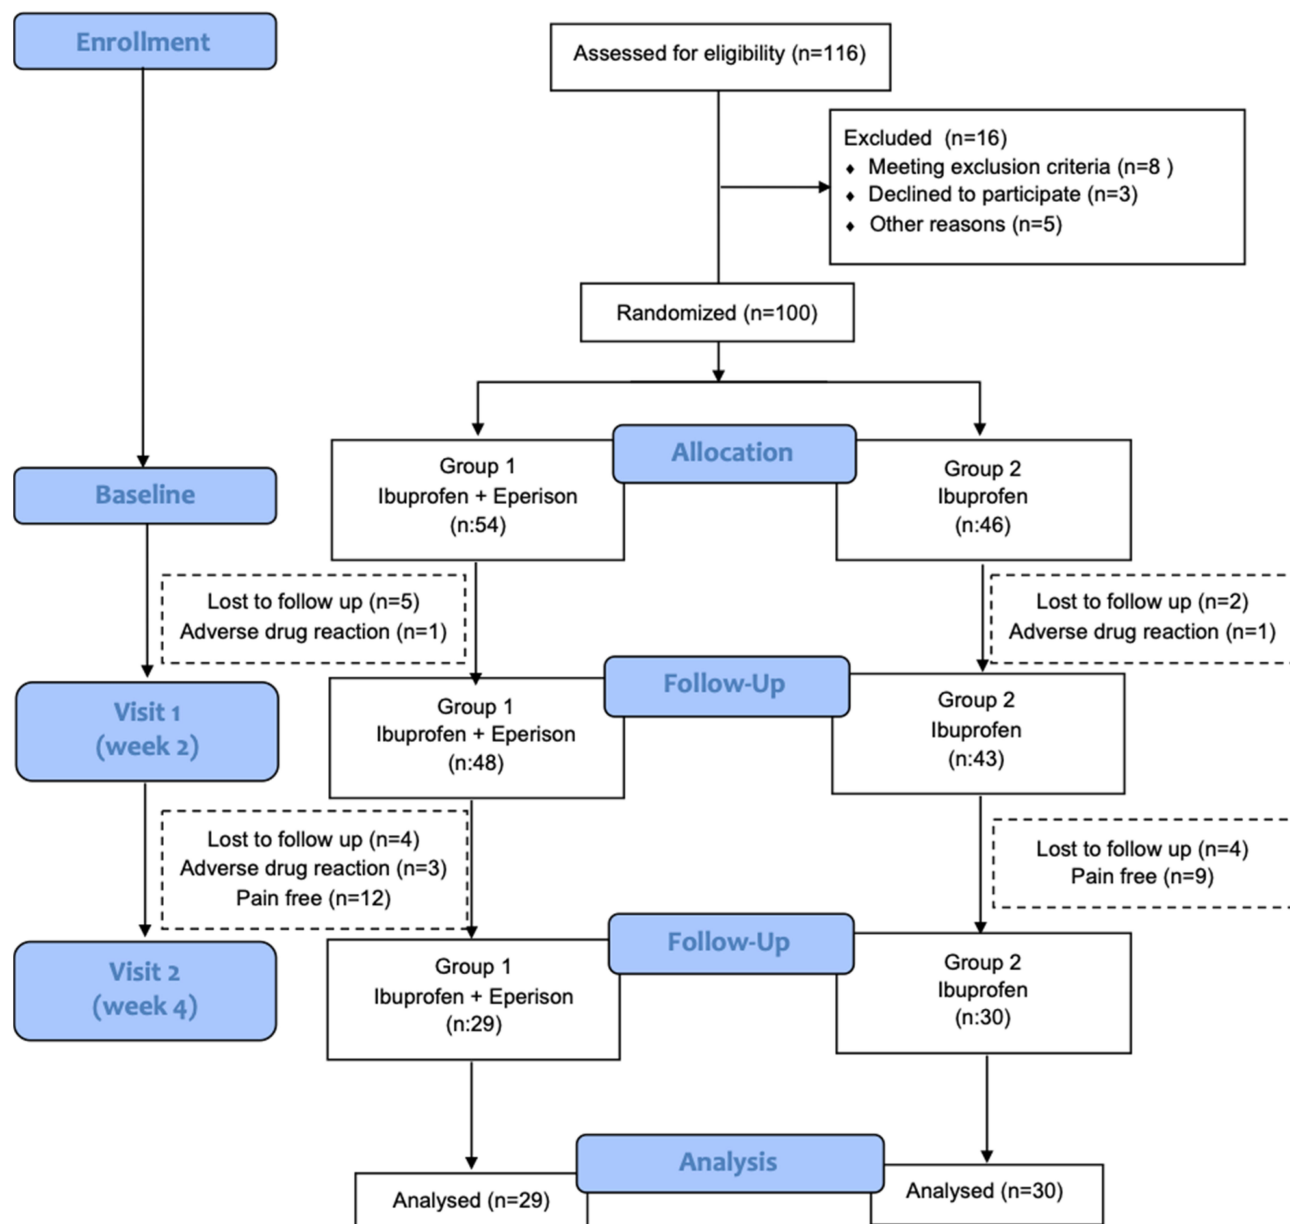 Enrollment
Assessed for eligibility (n=116)
Excluded  (n=16)
♦ Meeting exclusion criteria (n=8 )
♦ Declined to participate (n=3)
♦ Other reasons (n=5)
Randomized (n=100)
Allocation
Baseline
Group 1
Ibuprofen + Eperison
(n:54)
Group 2
Ibuprofen
(n:46)
Lost to follow up (n=5)
Adverse drug reaction (n=1)
Lost to follow up (n=2)
Adverse drug reaction (n=1)
Follow-Up
Visit 1
(week 2)
Group 1
Ibuprofen + Eperison
(n:48)
Group 2
Ibuprofen
(n:43)
Lost to follow up (n=4)
Adverse drug reaction (n=3)
Pain free (n=12)
Lost to follow up (n=4)
Pain free (n=9)
Follow-Up
Visit 2
(week 4)
Group 1
Ibuprofen + Eperison
(n:29)
Group 2
Ibuprofen
(n:30)
Analysis
Analysed (n=29)
Analysed (n=30)